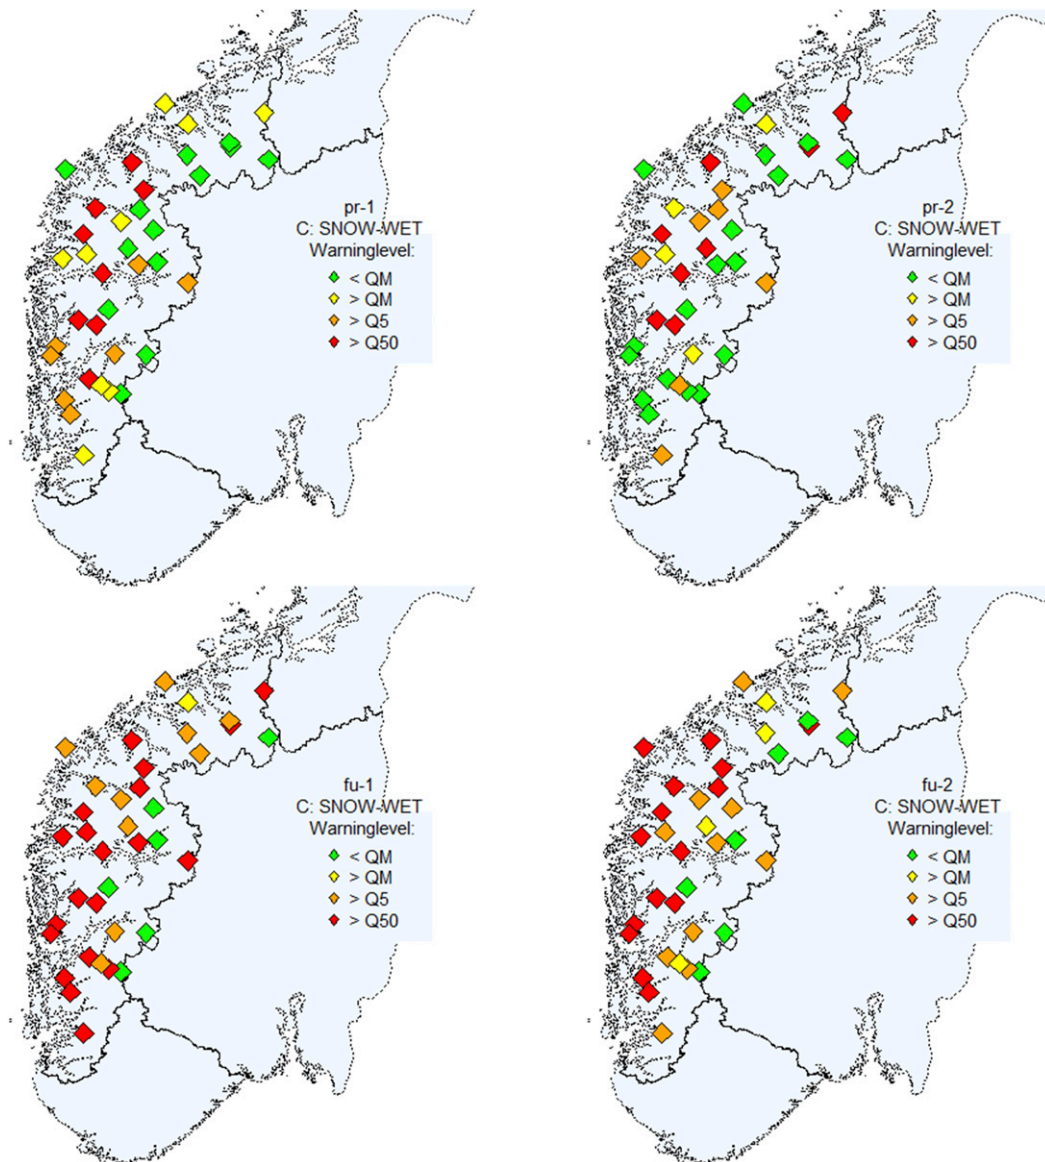 pr-1
C: SNOW-WET
Warninglevel:
< QM
> QM
> Q5
> Q50
pr-2
C: SNOW-WET
Warninglevel:
< QM
> QM
> Q5
> Q50
fu-1
C: SNOW-WET
Warninglevel:
< QM
> QM
> Q5
> Q50
fu-2
C: SNOW-WET
Warninglevel:
< QM
> QM
> Q5
> Q50